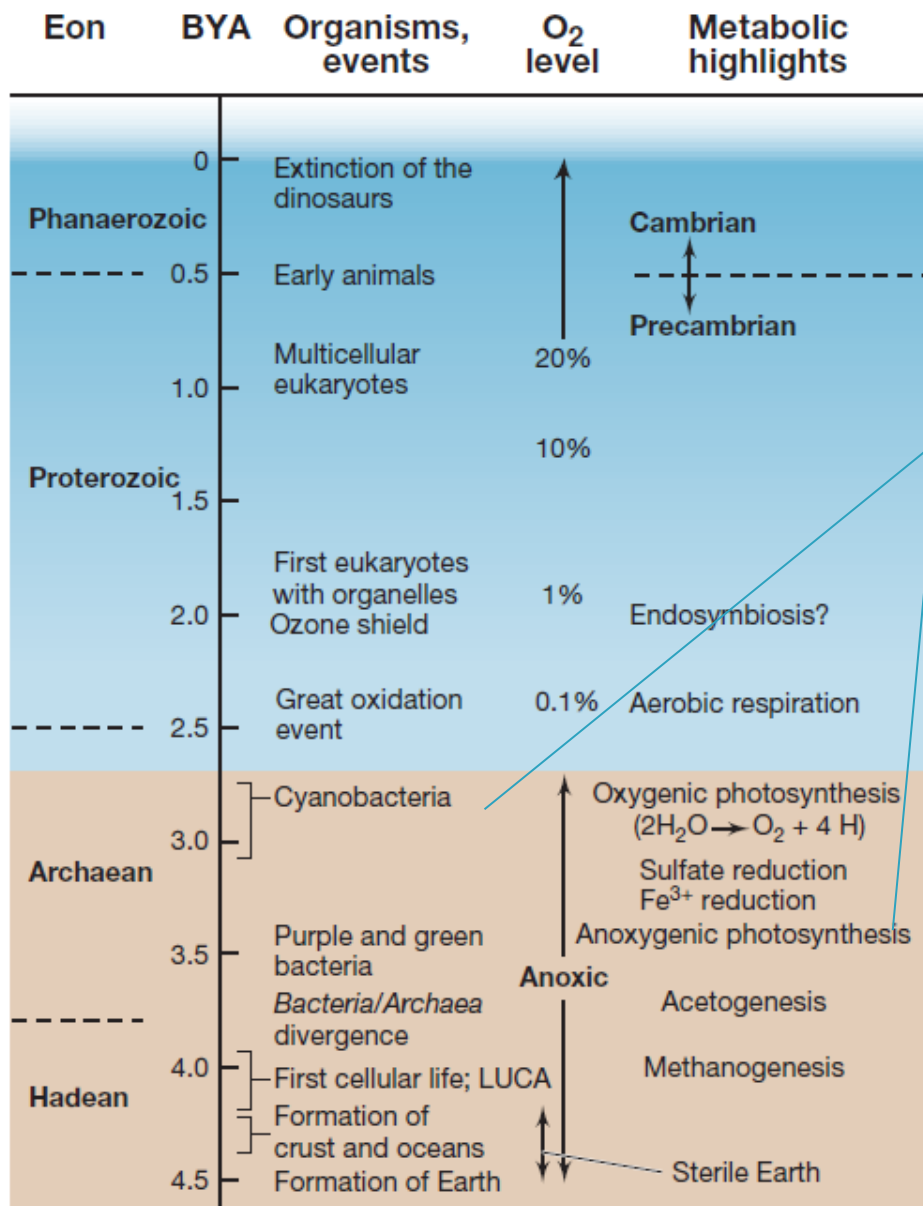 Eon BYA Organisms, events O₂ level Metabolic highlights
0 Extinction of the
dinosaurs
Phanaerozoic
Cambrian
0.5 Early animals
Precambrian
Multicellular
eukaryotes
20%
1.0
10%
Proterozoic
1.5
First eukaryotes
with organelles
Ozone shield
1%
2.0
Endosymbiosis?
Great oxidation
event
0.1%
Aerobic respiration
2.5
Cyanobacteria
Oxygenic photosynthesis
(2H₂O → O₂ + 4 H)
3.0
Archaean
Sulfate reduction
Fe³⁺ reduction
Purple and green
bacteria
Anoxygenic photosynthesis
3.5
Anoxic
Bacteria/Archaea
divergence
Acetogenesis
4.0
First cellular life; LUCA
Methanogenesis
Hadean
Formation of
crust and oceans
Sterile Earth
4.5 Formation of Earth